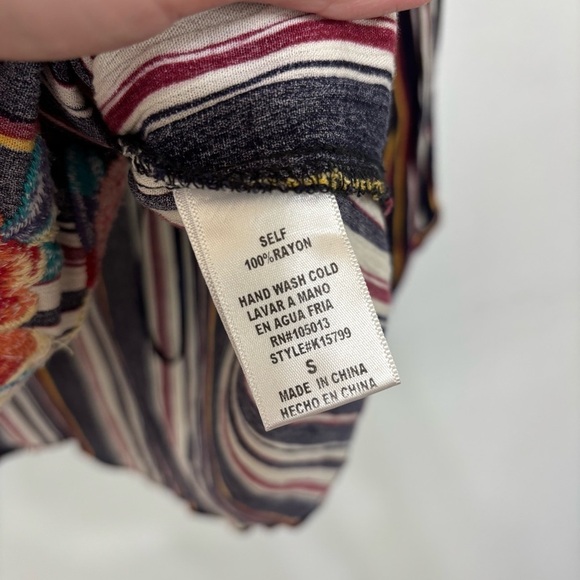 SELF
100%RAYON
HAND WASH COLD
LAVAR A MANO
EN AGUA FRIA
RN#105013
STYLE#K15799
S
MADE IN CHINA
HECHO EN CHINA